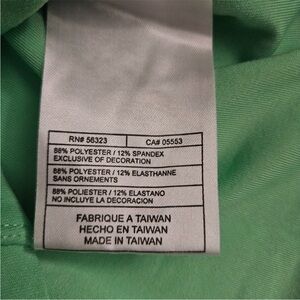 RN# 56323 CA# 05553
88% POLYESTER / 12% SPANDEX
EXCLUSIVE OF DECORATION
88% POLYESTER / 12% ELASTHANNE
SANS ORNEMENTS
88% POLIESTER / 12% ELASTANO
NO INCLUYE LA DECORACION
FABRIQUE A TAIWAN
HECHO EN TAIWAN
MADE IN TAIWAN